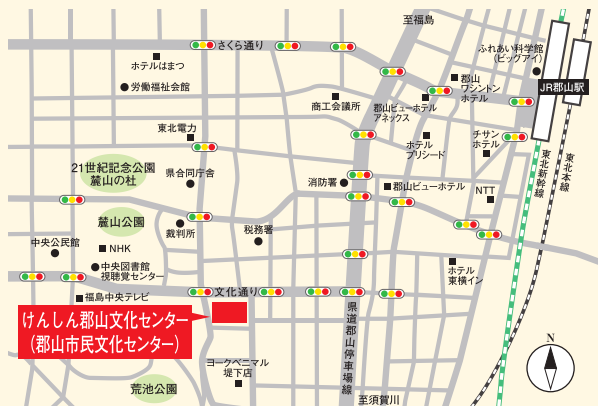 至福島
さくら通り
ふれあい科学館
(ビッグアイ)
ホテルはまつ
労働福祉会館
郡山
ワシントン
ホテル
JR郡山駅
商工会議所
郡山ビューホテル
アネックス
東北電力
ホテル
プリシード
チサン
ホテル
東北新幹線
東北本線
21世紀記念公園
麓山の杜
県合同庁舎
消防署
郡山ビューホテル
NTT
麓山公園
裁判所
税務署
中央公民館
NHK
中央図書館
視聴覚センター
ホテル
東横イン
福島中央テレビ
文化通り
県道郡山停車場線
けんしん郡山文化センター
(郡山市民文化センター)
ヨークベニマル
堤下店
荒池公園
至須賀川
N